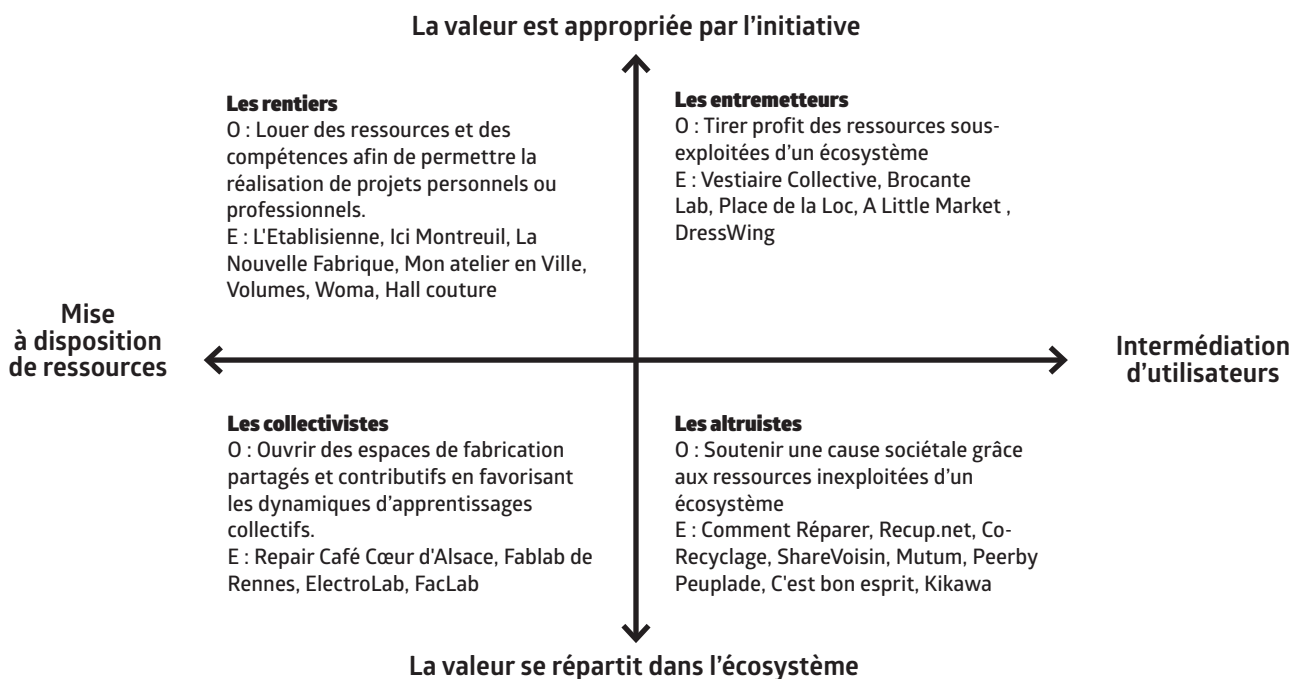 La valeur est appropriée par l'initiative
Les rentiers
O : Louer des ressources et des
compétences afin de permettre la
réalisation de projets personnels ou
professionnels.
E : L'Etablisienne, Ici Montreuil, La
Nouvelle Fabrique, Mon atelier en Ville,
Volumes, Woma, Hall couture
Les entremetteurs
O : Tirer profit des ressources sous-
exploitées d'un écosystème
E : Vestiaire Collective, Brocante
Lab, Place de la Loc, A Little Market ,
DressWing
Mise
à disposition
de ressources
Intermédiation
d'utilisateurs
Les collectivistes
O : Ouvrir des espaces de fabrication
partagés et contributifs en favorisant
les dynamiques d'apprentissages
collectifs.
E : Repair Café Cœur d'Alsace, Fablab de
Rennes, ElectroLab, FacLab
Les altruistes
O : Soutenir une cause sociétale grâce
aux ressources inexploitées d'un
écosystème
E : Comment Réparer, Recup.net, Co-
Recyclage, ShareVoisin, Mutum, Peerby
Peuplade, C'est bon esprit, Kikawa
La valeur se répartit dans l'écosystème